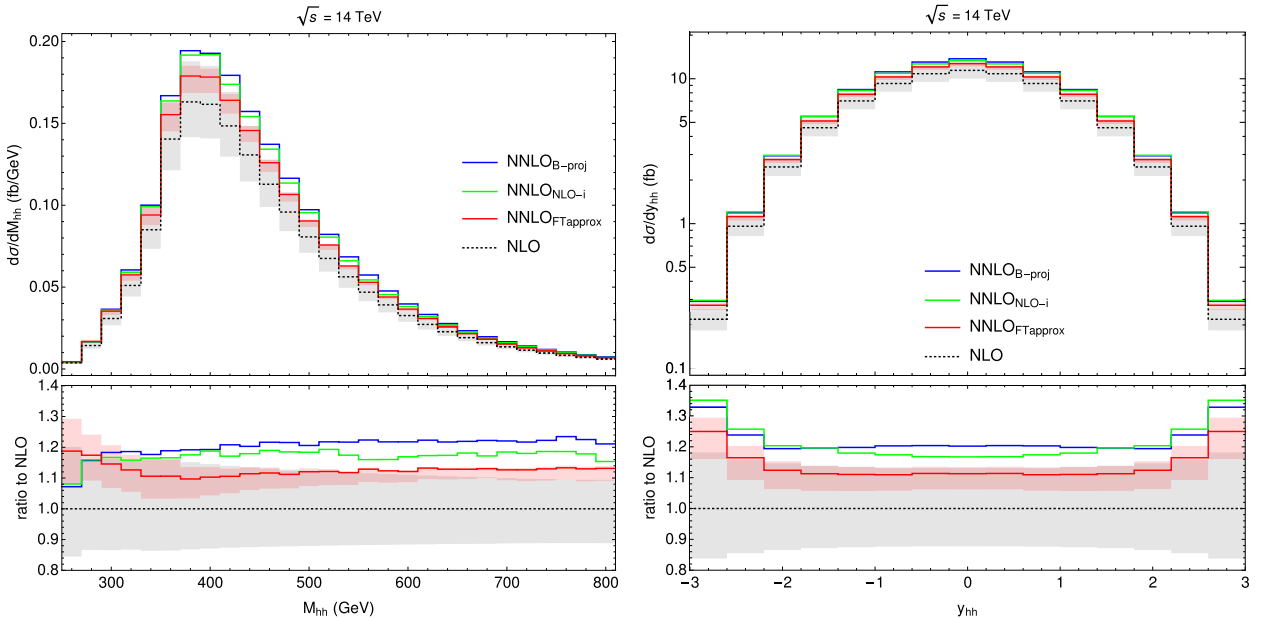 √s = 14 TeV
dσ/dM_hh (fb/GeV)
0.20
0.15
0.10
0.05
0.00
NNLO_B-proj
NNLO_NLO-i
NNLO_FTapprox
NLO
ratio to NLO
1.4
1.3
1.2
1.1
1.0
0.9
0.8
300 400 500 600 700 800
M_hh (GeV)
√s = 14 TeV
dσ/dy_hh (fb)
10
5
1
0.5
0.1
NNLO_B-proj
NNLO_NLO-i
NNLO_FTapprox
NLO
ratio to NLO
1.4
1.3
1.2
1.1
1.0
0.9
0.8
−3 −2 −1 0 1 2 3
y_hh